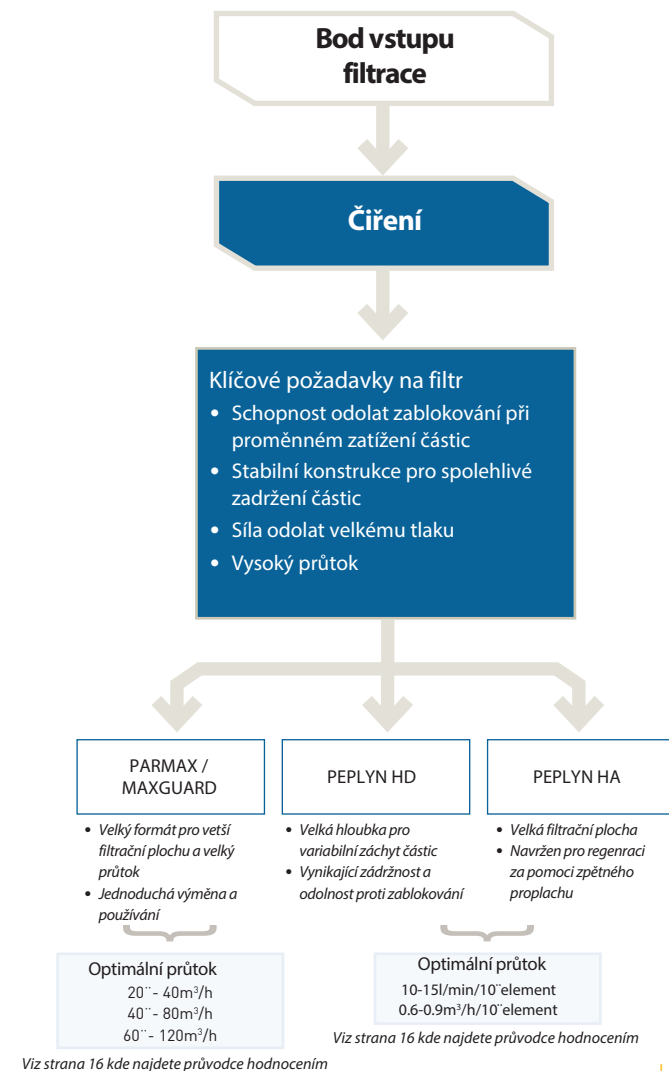 Bod vstupu
filtrace
Čiření
Klíčové požadavky na filtr
• Schopnost odolat zablokování při
proměnném zatížení částic
• Stabilní konstrukce pro spolehlivé
zadržení částic
• Síla odolat velkému tlaku
• Vysoký průtok
PARMAX /
MAXGUARD
• Velký formát pro vetší
filtrační plochu a velký
průtok
• Jednoduchá výměna a
používání
PEPLYN HD
• Velká hloubka pro
variabilní záchyt částic
• Vynikající zádržnost a
odolnost proti zablokování
PEPLYN HA
• Velká filtrační plocha
• Navržen pro regenraci
za pomoci zpětného
proplachu
Optimální průtok
20¨- 40m³/h
40¨- 80m³/h
60¨- 120m³/h
Viz strana 16 kde najdete průvodce hodnocením
Optimální průtok
10-15l/min/10¨element
0.6-0.9m³/h/10¨element
Viz strana 16 kde najdete průvodce hodnocením